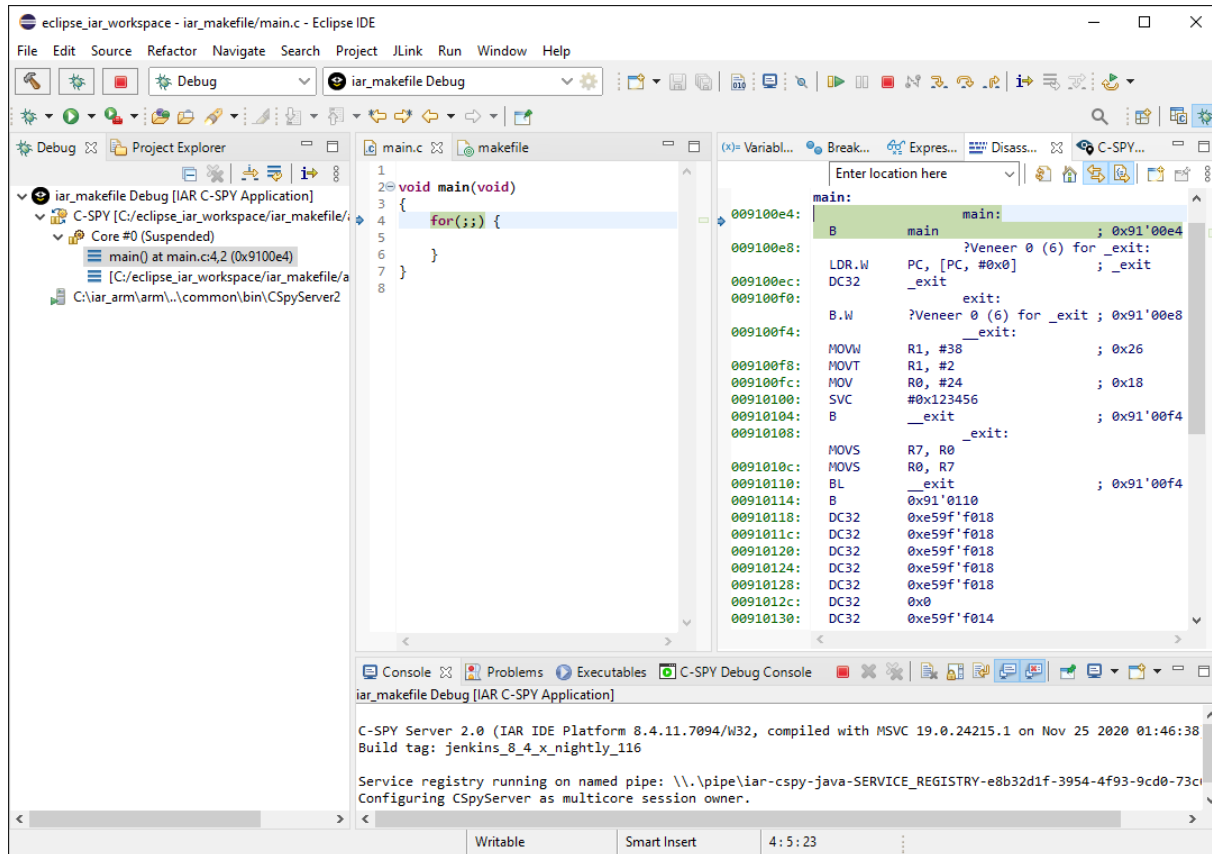 eclipse_iar_workspace - iar_makefile/main.c - Eclipse IDE
File Edit Source Refactor Navigate Search Project JLink Run Window Help
Debug
iar_makefile Debug
Debug
Project Explorer
iar_makefile Debug [IAR C-SPY Application]
C-SPY [C:/eclipse_iar_workspace/iar_makefile/
Core #0 (Suspended)
main() at main.c:4,2 (0x9100e4)
[C:/eclipse_iar_workspace/iar_makefile/a
C:\iar_arm\arm\..\common\bin\CSpyServer2
main.c
makefile
1
2 void main(void)
3 {
4 for(;;) {
5
6 }
7 }
8
(x)= Variabl...
Break...
Expres...
Disass...
C-SPY...
Enter location here
main:
009100e4: main:
B main ; 0x91'00e4
009100e8: ?Veneer 0 (6) for _exit:
LDR.W PC, [PC, #0x0] ; _exit
009100ec: DC32 _exit
009100f0: exit:
B.W ?Veneer 0 (6) for _exit ; 0x91'00e8
009100f4: __exit:
MOVW R1, #38 ; 0x26
009100f8: MOVT R1, #2
009100fc: MOV R0, #24 ; 0x18
00910100: SVC #0x123456
00910104: B __exit ; 0x91'00f4
00910108: _exit:
MOVS R7, R0
0091010c: MOVS R0, R7
00910110: BL __exit ; 0x91'00f4
00910114: B 0x91'0110
00910118: DC32 0xe59f'f018
0091011c: DC32 0xe59f'f018
00910120: DC32 0xe59f'f018
00910124: DC32 0xe59f'f018
00910128: DC32 0xe59f'f018
0091012c: DC32 0x0
00910130: DC32 0xe59f'f014
Console
Problems
Executables
C-SPY Debug Console
iar_makefile Debug [IAR C-SPY Application]
C-SPY Server 2.0 (IAR IDE Platform 8.4.11.7094/W32, compiled with MSVC 19.0.24215.1 on Nov 25 2020 01:46:38
Build tag: jenkins_8_4_x_nightly_116
Service registry running on named pipe: \\.\pipe\iar-cspy-java-SERVICE_REGISTRY-e8b32d1f-3954-4f93-9cd0-73c
Configuring CSpyServer as multicore session owner.
Writable
Smart Insert
4 : 5 : 23